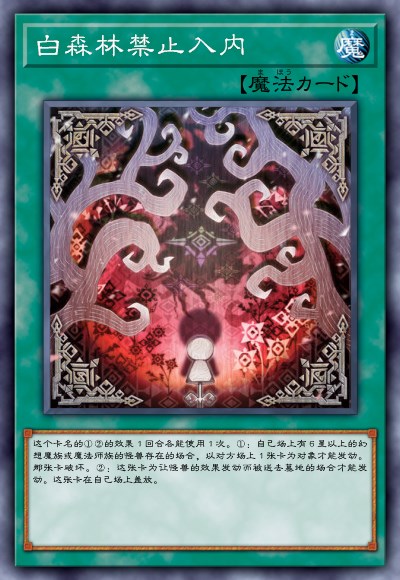 白森林禁止入内
魔
【魔法カード】
ま ほう
这个卡名的①②的效果1回合各能使用1次。①：自己场上有6星以上的幻
想魔族或魔法师族的怪兽存在的场合，以对方场上1张卡为对象才能发动。
那张卡破坏。②：这张卡为让怪兽的效果发动而被送去墓地的场合才能发
动。这张卡在自己场上盖放。